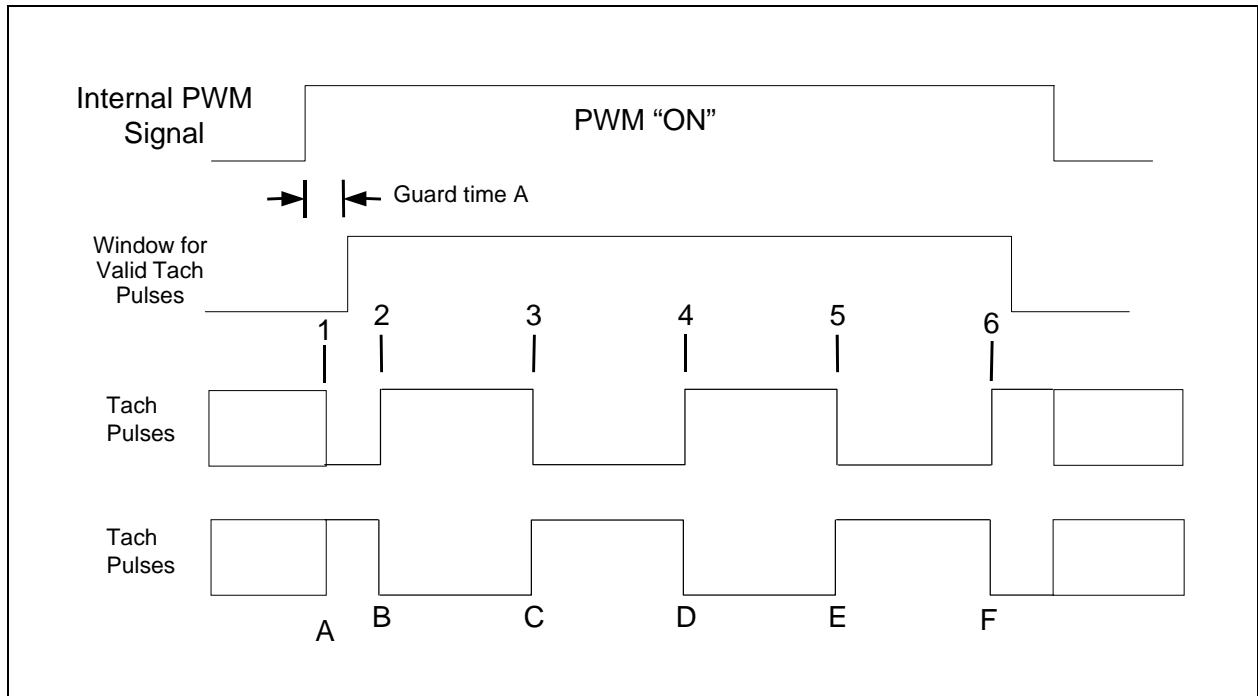 Internal PWM
Signal
PWM “ON”
Guard time A
Window for
Valid Tach
Pulses
1
2
3
4
5
6
Tach
Pulses
Tach
Pulses
A
B
C
D
E
F